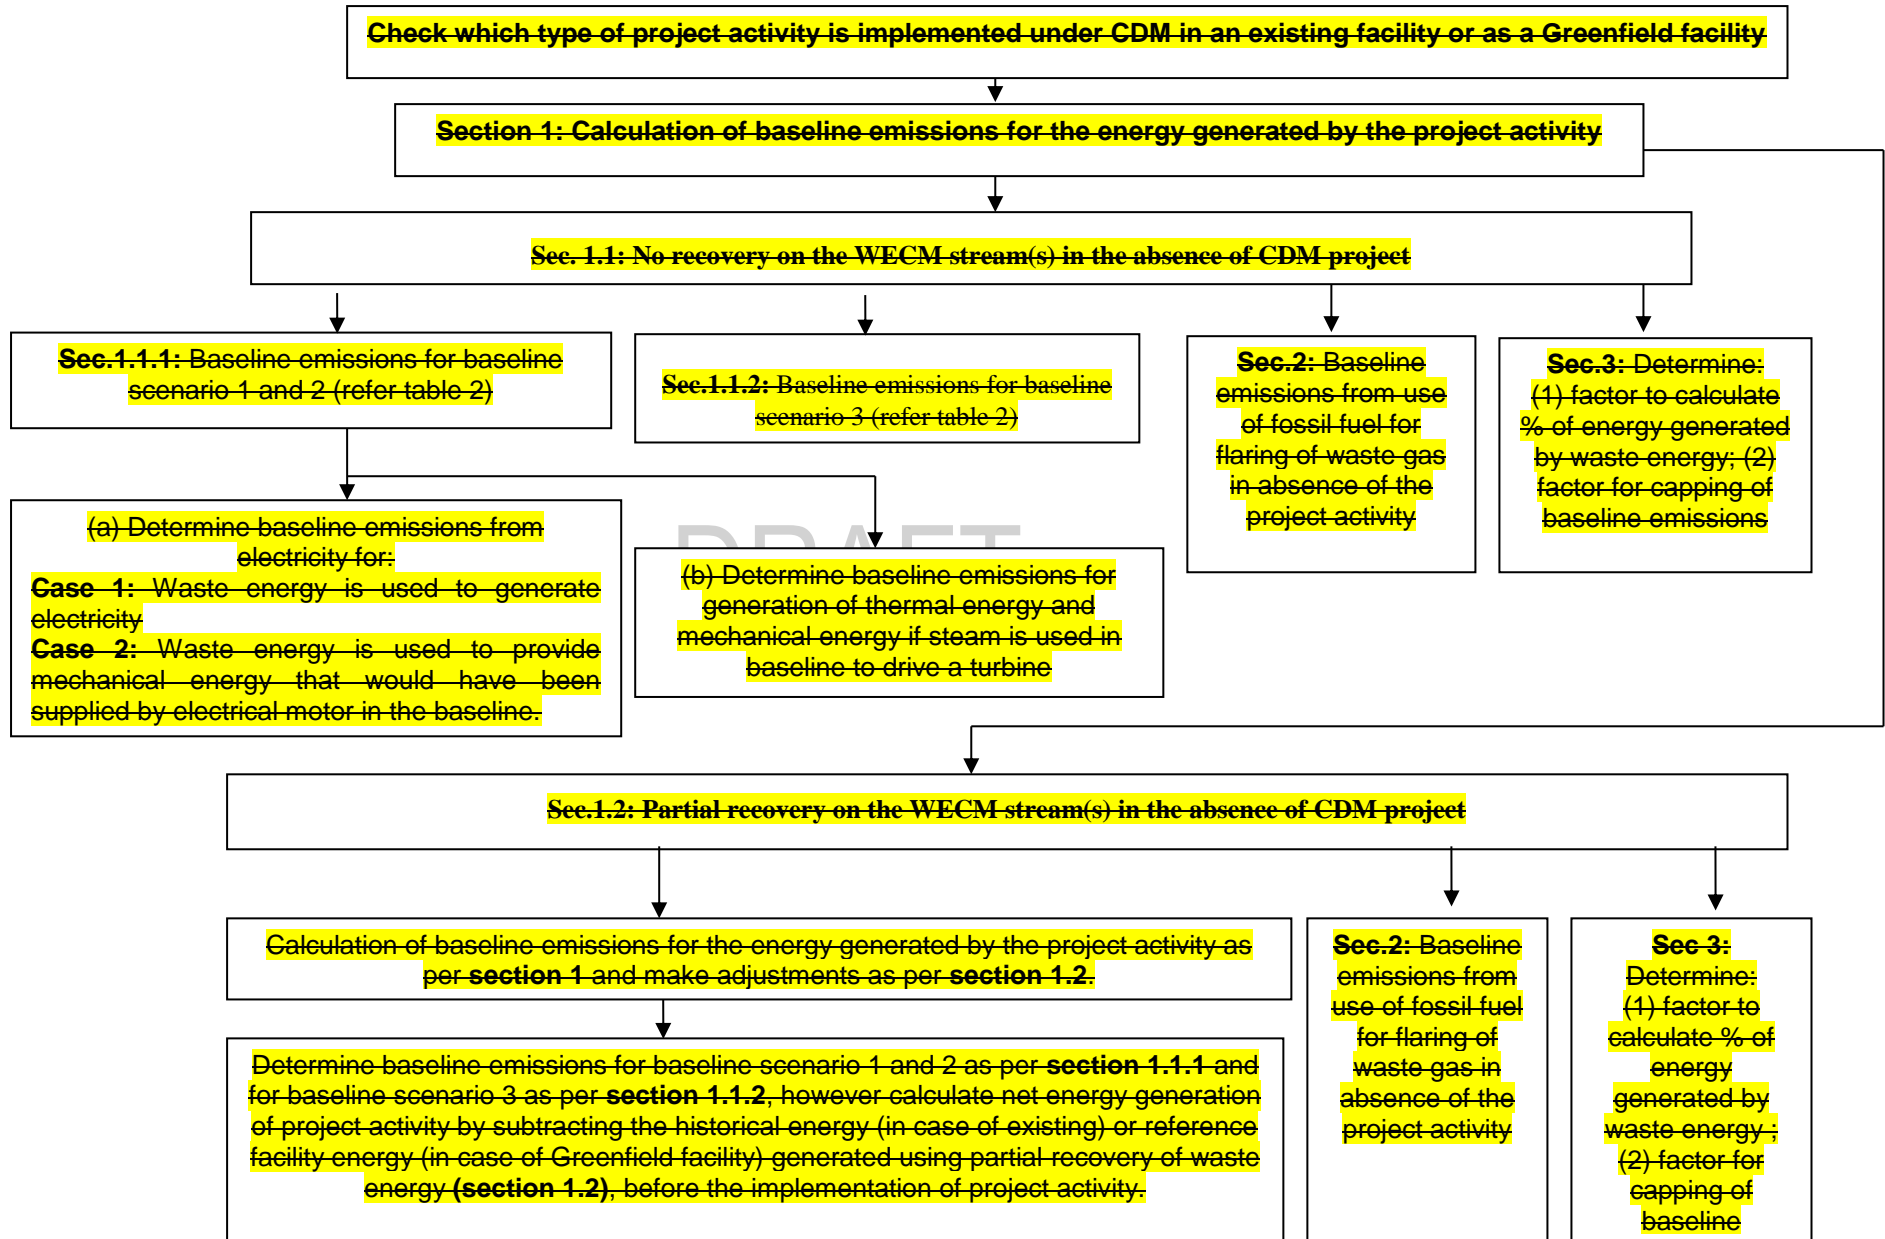 Check which type of project activity is implemented under CDM in an existing facility or as a Greenfield facility
Section 1: Calculation of baseline emissions for the energy generated by the project activity
Sec. 1.1: No recovery on the WECM stream(s) in the absence of CDM project
Sec.1.1.1: Baseline emissions for baseline
scenario 1 and 2 (refer table 2)
Sec.1.1.2: Baseline emissions for baseline
scenario 3 (refer table 2)
Sec.2: Baseline
emissions from use
of fossil fuel for
flaring of waste gas
in absence of the
project activity
Sec.3: Determine:
(1) factor to calculate
% of energy generated
by waste energy; (2)
factor for capping of
baseline emissions
(a) Determine baseline emissions from
electricity for:
Case 1: Waste energy is used to generate
electricity
Case 2: Waste energy is used to provide
mechanical energy that would have been
supplied by electrical motor in the baseline.
DRAFT
(b) Determine baseline emissions for
generation of thermal energy and
mechanical energy if steam is used in
baseline to drive a turbine
Sec.1.2: Partial recovery on the WECM stream(s) in the absence of CDM project
Calculation of baseline emissions for the energy generated by the project activity as
per section 1 and make adjustments as per section 1.2.
Determine baseline emissions for baseline scenario 1 and 2 as per section 1.1.1 and
for baseline scenario 3 as per section 1.1.2, however calculate net energy generation
of project activity by subtracting the historical energy (in case of existing) or reference
facility energy (in case of Greenfield facility) generated using partial recovery of waste
energy (section 1.2), before the implementation of project activity.
Sec.2: Baseline
emissions from
use of fossil fuel
for flaring of
waste gas in
absence of the
project activity
Sec 3:
Determine:
(1) factor to
calculate % of
energy
generated by
waste energy ;
(2) factor for
capping of
baseline